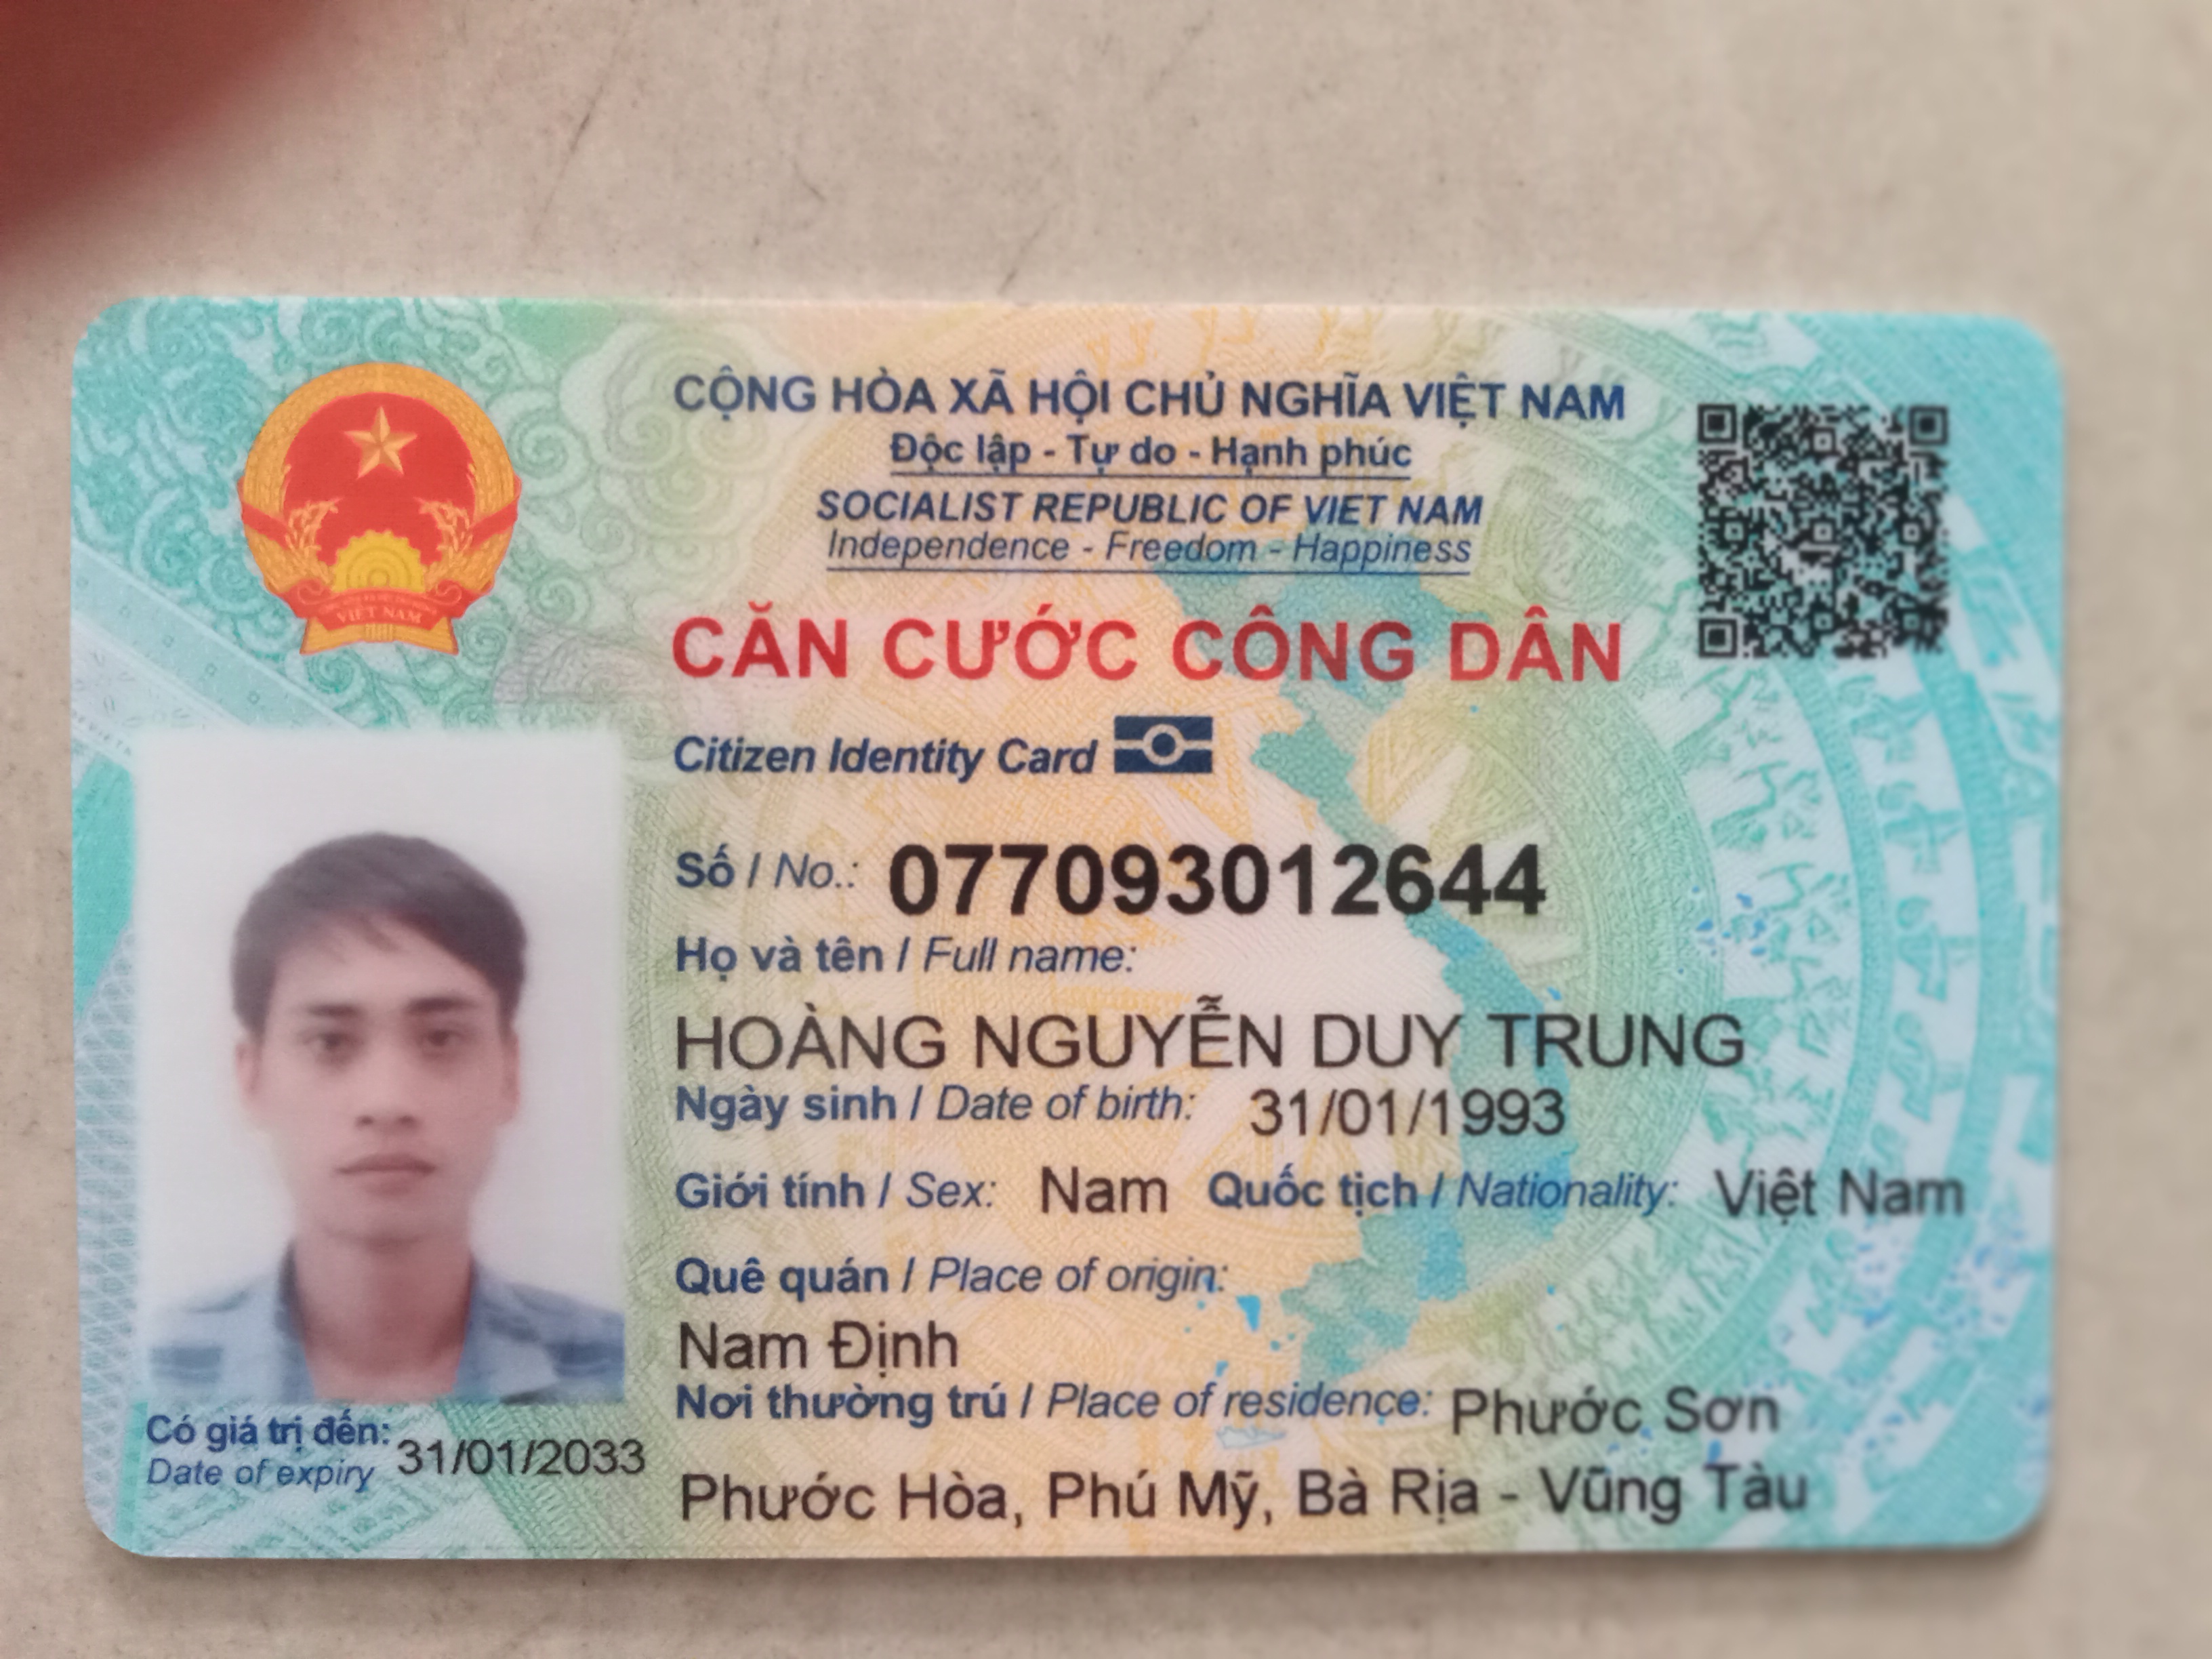 CỘNG HÒA XÃ HỘI CHỦ NGHĨA VIỆT NAM
Độc lập - Tự do - Hạnh phúc
SOCIALIST REPUBLIC OF VIET NAM
Independence - Freedom - Happiness
CĂN CƯỚC CÔNG DÂN
Citizen Identity Card
Số / No.: 077093012644
Họ và tên / Full name:
HOÀNG NGUYỄN DUY TRUNG
Ngày sinh / Date of birth: 31/01/1993
Giới tính / Sex: Nam Quốc tịch / Nationality: Việt Nam
Quê quán / Place of origin:
Nam Định
Nơi thường trú / Place of residence: Phước Sơn
Phước Hòa, Phú Mỹ, Bà Rịa - Vũng Tàu
Có giá trị đến: 31/01/2033
Date of expiry
VIỆT NAM